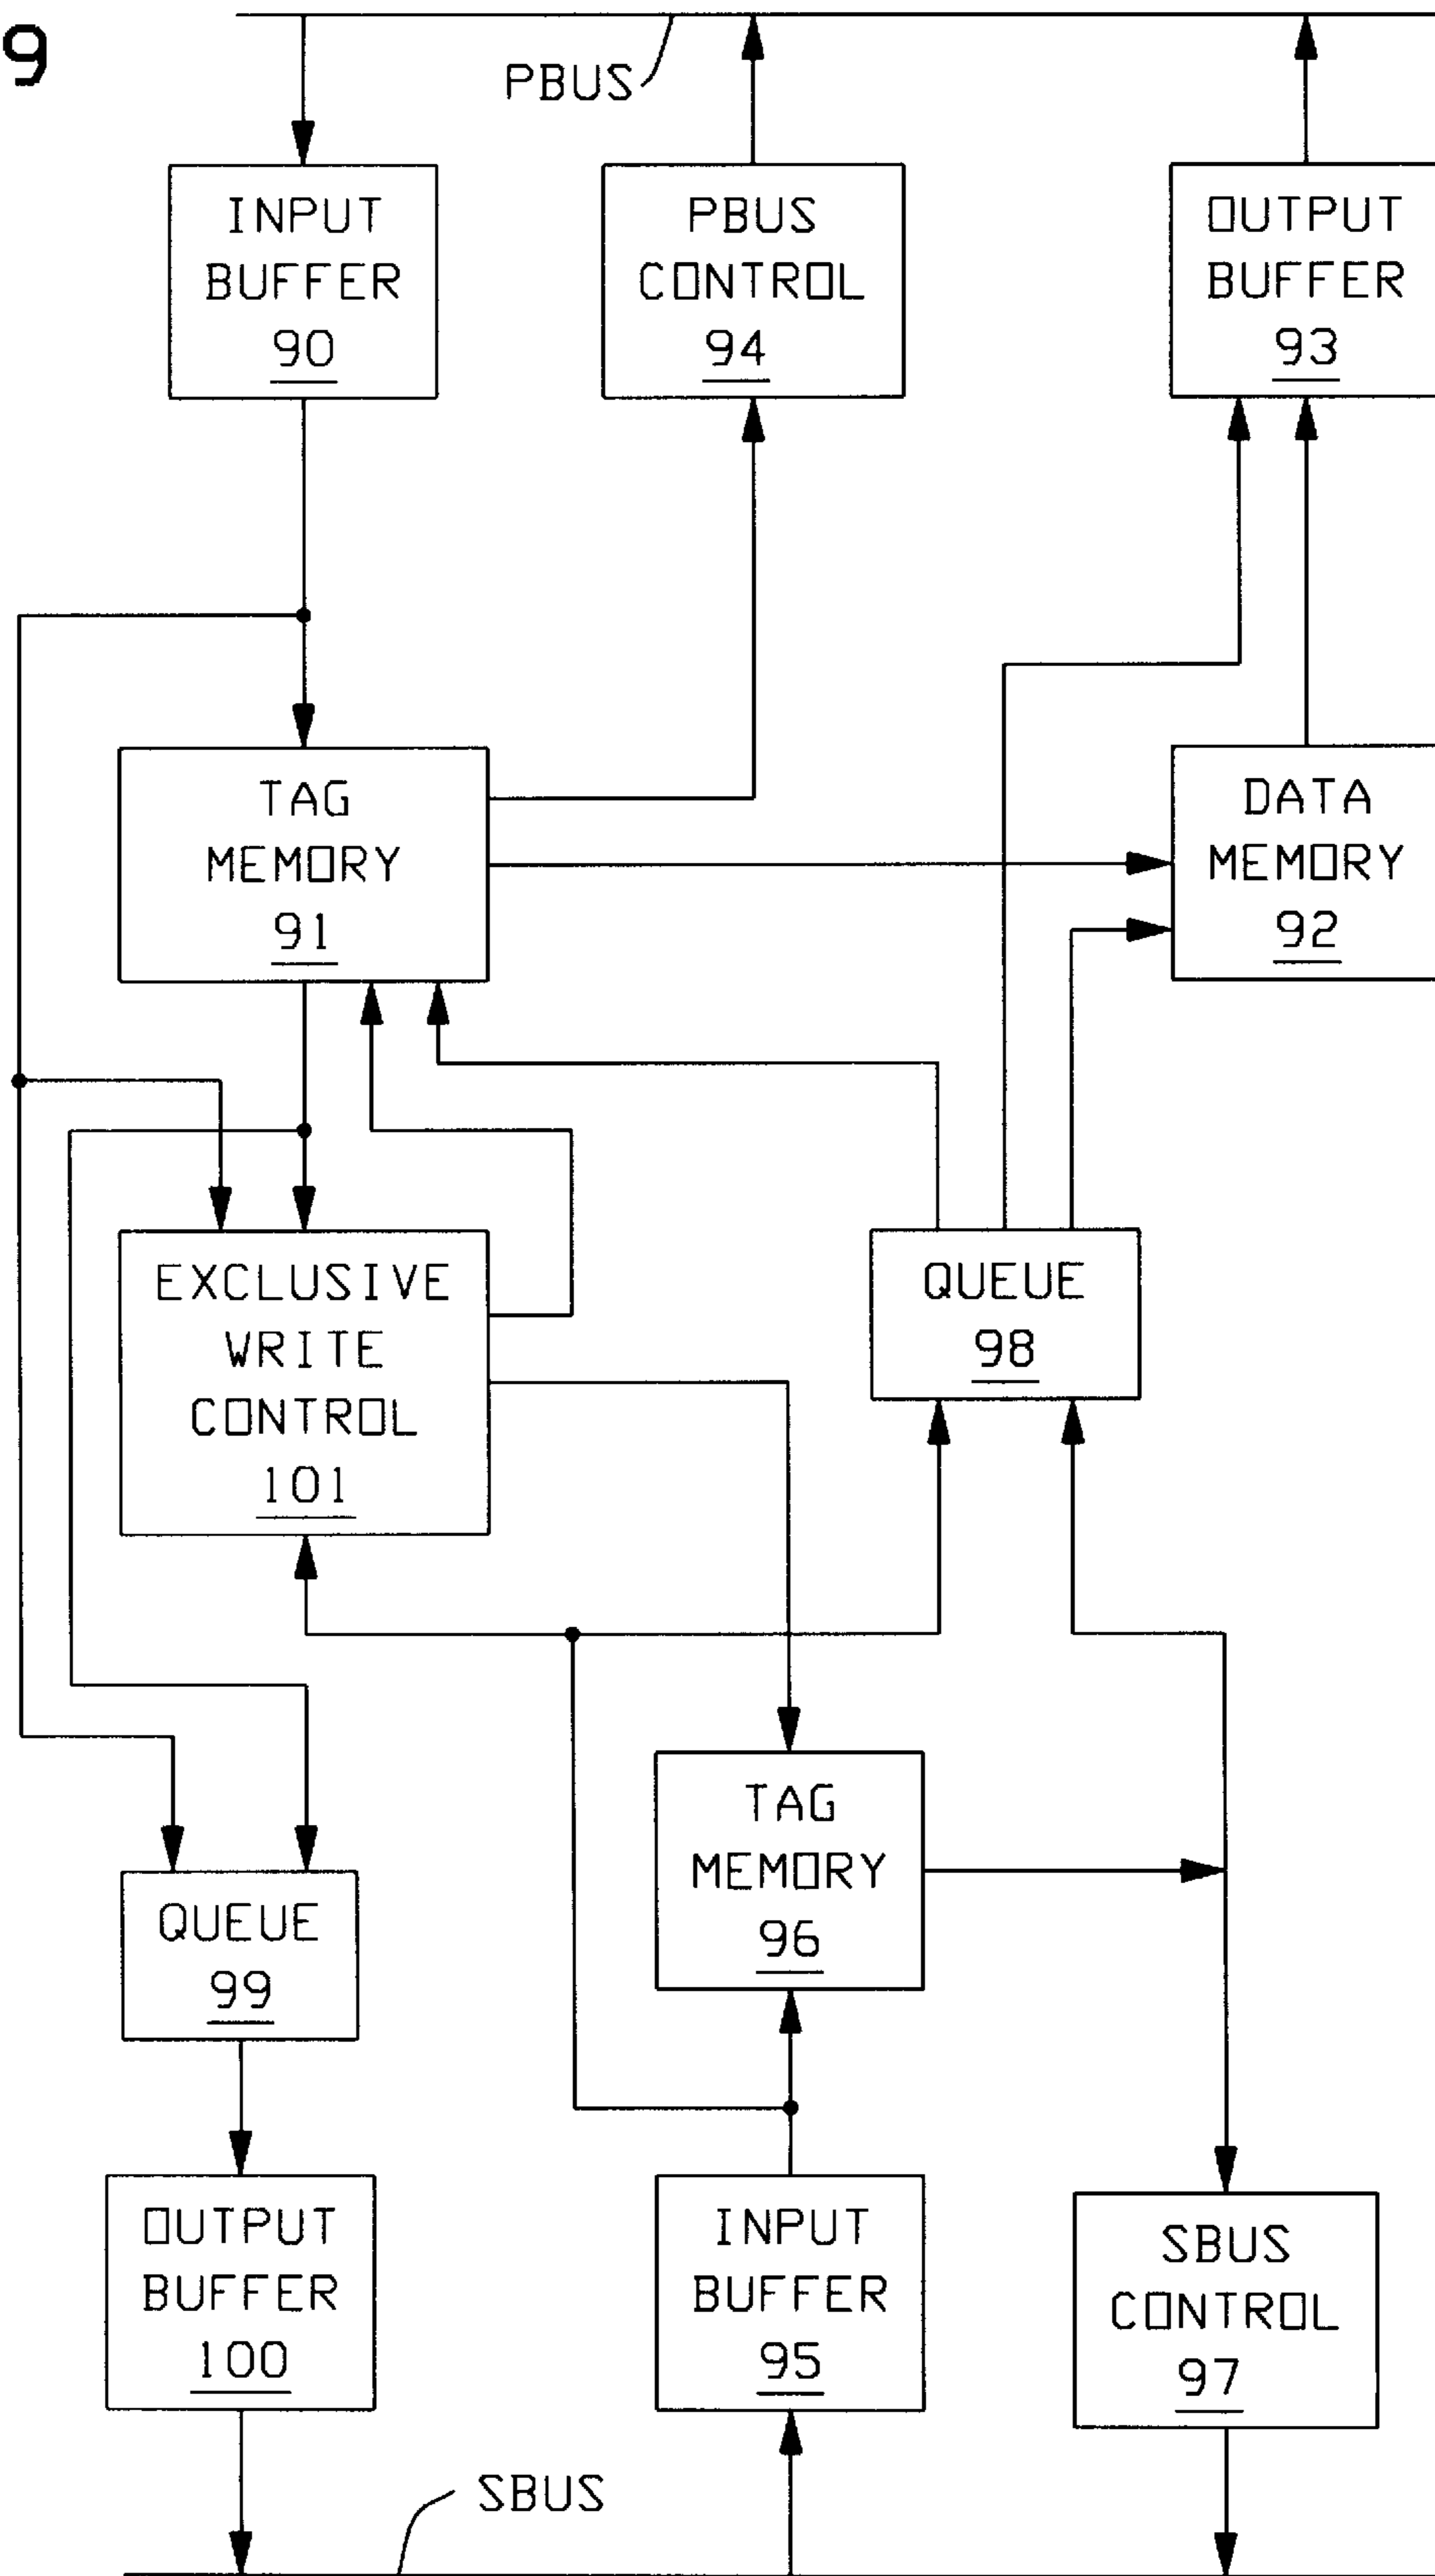 9
PBUS
INPUT
BUFFER
90
PBUS
CONTROL
94
OUTPUT
BUFFER
93
TAG
MEMORY
91
DATA
MEMORY
92
EXCLUSIVE
WRITE
CONTROL
101
QUEUE
98
TAG
MEMORY
96
QUEUE
99
OUTPUT
BUFFER
100
INPUT
BUFFER
95
SBUS
CONTROL
97
SBUS